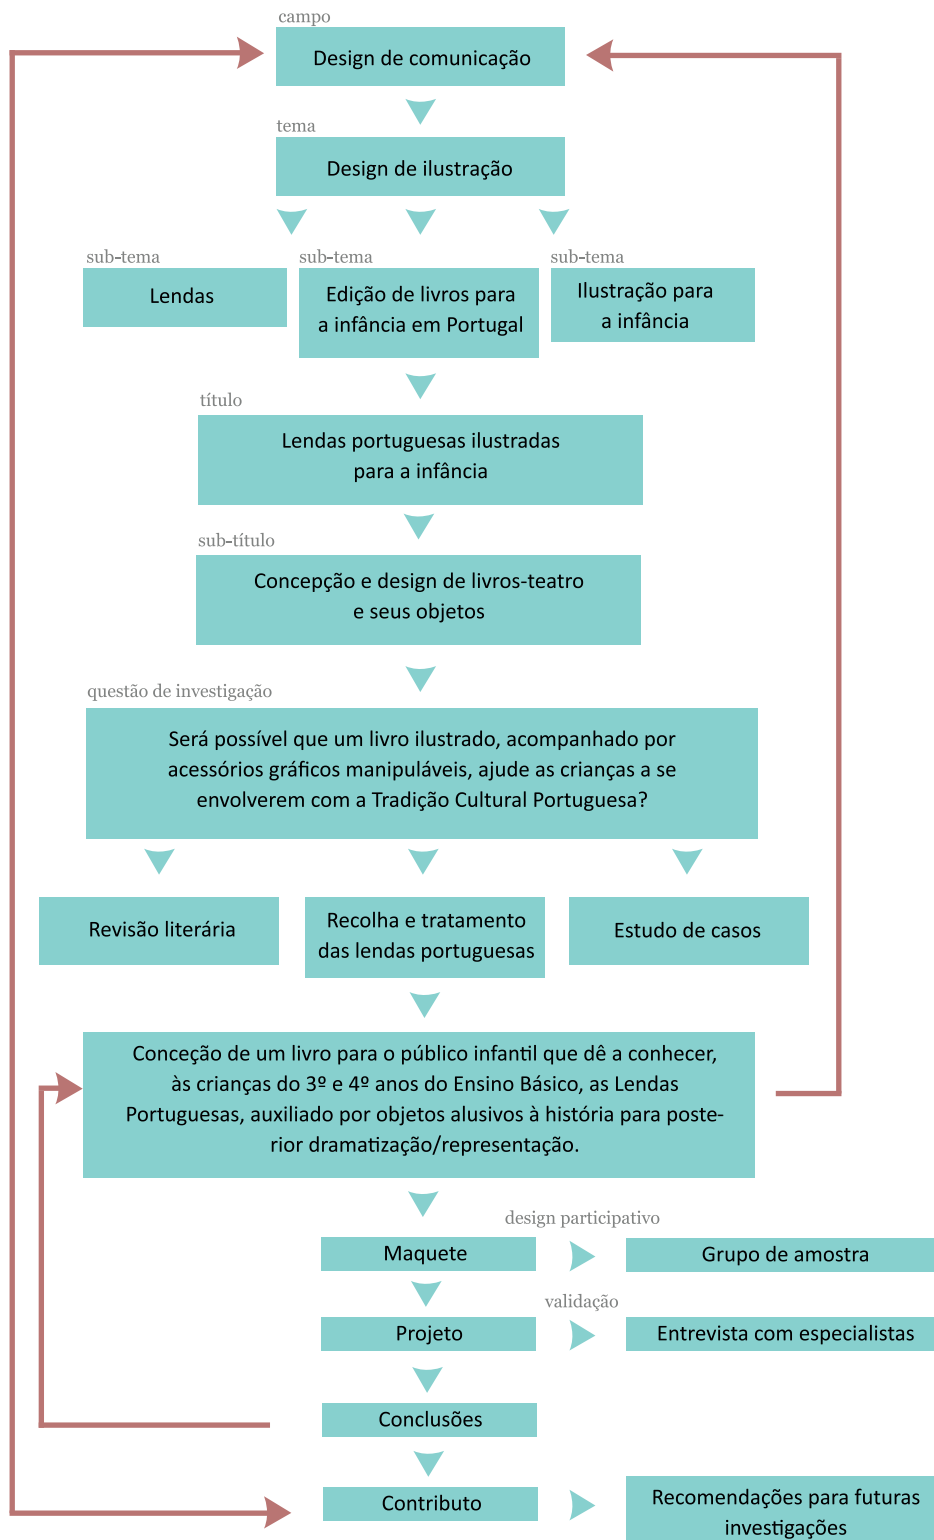 campo
Design de comunicação
tema
Design de ilustração
sub-tema
Lendas
sub-tema
Edição de livros para
a infância em Portugal
sub-tema
Ilustração para
a infância
título
Lendas portuguesas ilustradas
para a infância
sub-título
Concepção e design de livros-teatro
e seus objetos
questão de investigação
Será possível que um livro ilustrado, acompanhado por
acessórios gráficos manipuláveis, ajude as crianças a se
envolverem com a Tradição Cultural Portuguesa?
Revisão literária
Recolha e tratamento
das lendas portuguesas
Estudo de casos
Conceção de um livro para o público infantil que dê a conhecer,
às crianças do 3º e 4º anos do Ensino Básico, as Lendas
Portuguesas, auxiliado por objetos alusivos à história para poste-
rior dramatização/representação.
Maquete
design participativo
Grupo de amostra
Projeto
validação
Entrevista com especialistas
Conclusões
Contributo
Recomendações para futuras
investigações